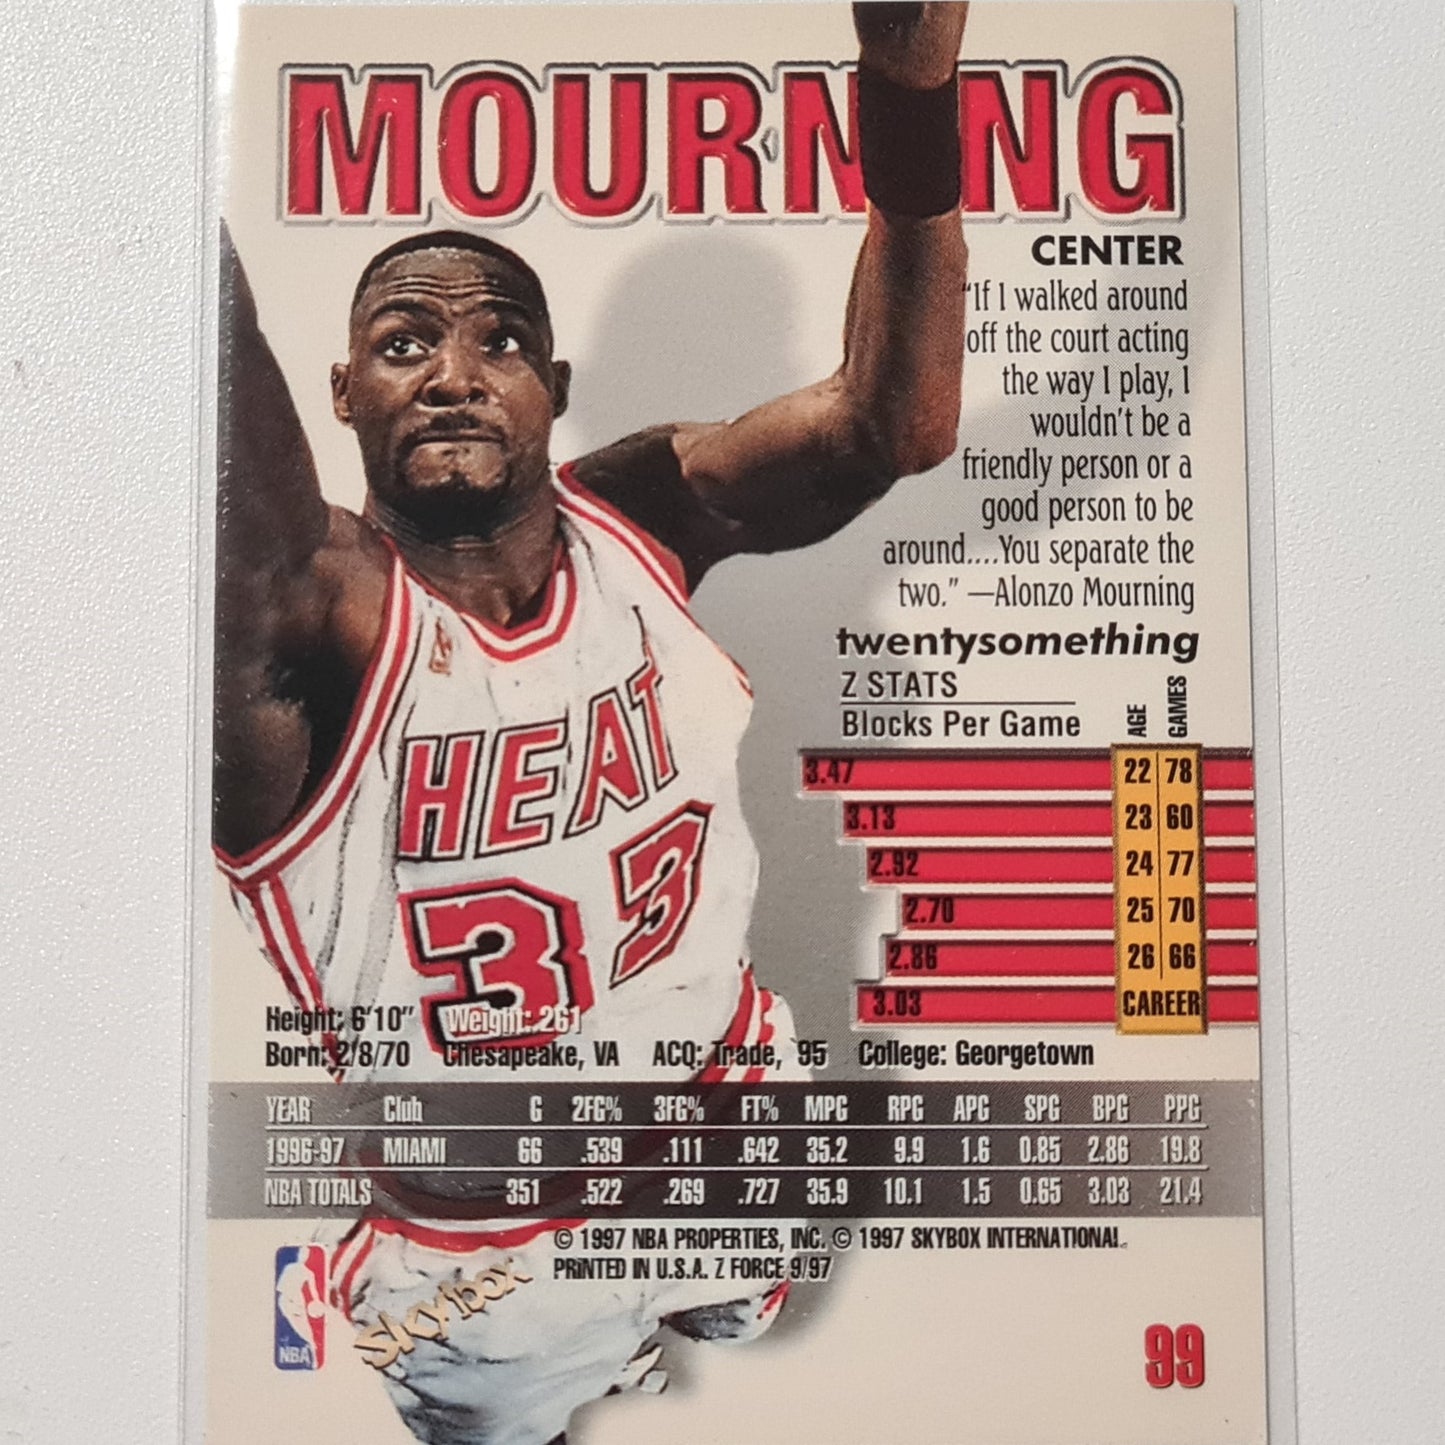 MOURNING
CENTER
"If I walked around
off the court acting
the way I play, I
wouldn't be a
friendly person or a
good person to be
around....You separate the
two." —Alonzo Mourning
twentysomething
Z STATS
Blocks Per Game AGE GAMES
3.47 22 78
3.13 23 60
2.92 24 77
2.70 25 70
2.86 26 66
3.03 CAREER
HEAT
33
Height: 6'10" Weight: 261
Born: 2/8/70 Chesapeake, VA ACQ: Trade, '95 College: Georgetown
YEAR Club G 2FG% 3FG% FT% MPG RPG APG SPG BPG PPG
1996-97 MIAMI 66 .539 .111 .642 35.2 9.9 1.6 0.85 2.86 19.8
NBA TOTALS 351 .522 .269 .727 35.9 10.1 1.5 0.65 3.03 21.4
© 1997 NBA PROPERTIES, INC. © 1997 SKYBOX INTERNATIONAL.
PRINTED IN U.S.A. Z FORCE 9/97
NBA
Skybox
99